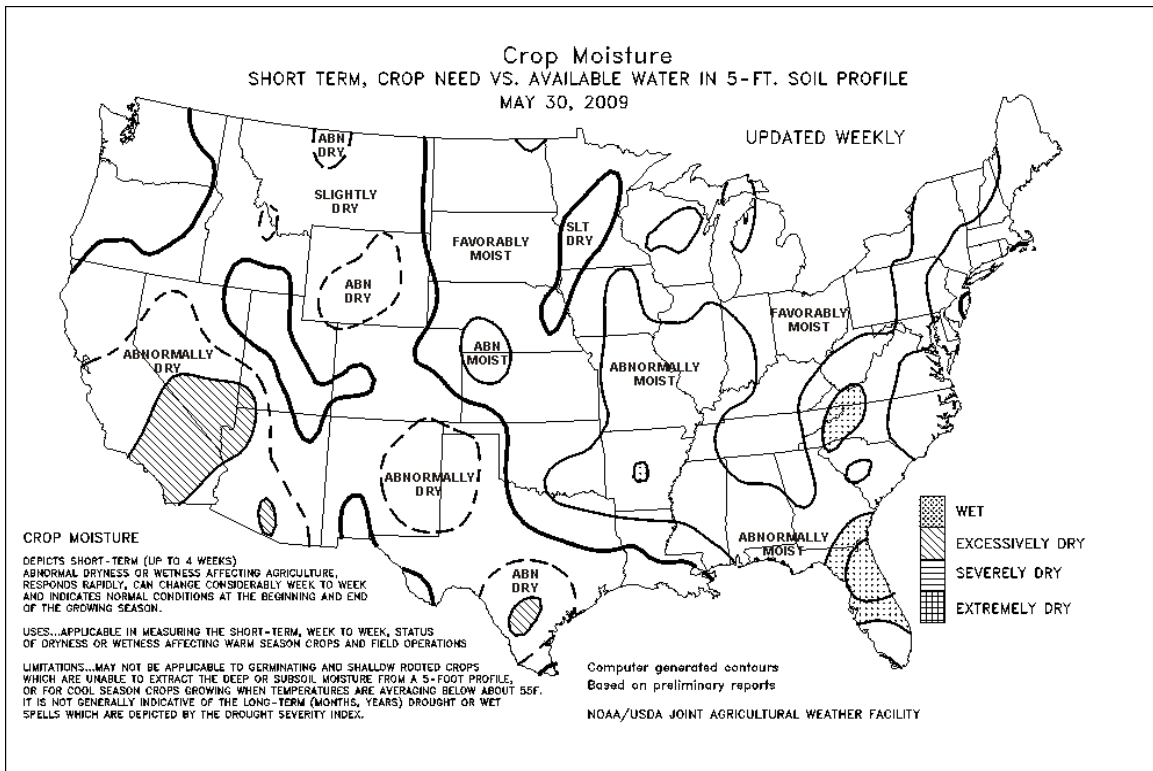 Crop Moisture
SHORT TERM, CROP NEED VS. AVAILABLE WATER IN 5-FT. SOIL PROFILE
MAY 30, 2009
UPDATED WEEKLY
ABN
DRY
SLIGHTLY
DRY
SLT
DRY
FAVORABLY
MOIST
ABN
DRY
FAVORABLY
MOIST
ABNORMALLY
DRY
ABN
MOIST
ABNORMALLY
MOIST
ABNORMALLY
DRY
ABNORMALLY
MOIST
ABN
DRY
WET
EXCESSIVELY DRY
SEVERELY DRY
EXTREMELY DRY
CROP MOISTURE
DEPICTS SHORT-TERM (UP TO 4 WEEKS)
ABNORMAL DRYNESS OR WETNESS AFFECTING AGRICULTURE,
RESPONDS RAPIDLY, CAN CHANGE CONSIDERABLY WEEK TO WEEK
AND INDICATES NORMAL CONDITIONS AT THE BEGINNING AND END
OF THE GROWING SEASON.
USES...APPLICABLE IN MEASURING THE SHORT-TERM, WEEK TO WEEK, STATUS
OF DRYNESS OR WETNESS AFFECTING WARM SEASON CROPS AND FIELD OPERATIONS
LIMITATIONS...MAY NOT BE APPLICABLE TO GERMINATING AND SHALLOW ROOTED CROPS
WHICH ARE UNABLE TO EXTRACT THE DEEP OR SUBSOIL MOISTURE FROM A 5-FOOT PROFILE,
OR FOR COOL SEASON CROPS GROWING WHEN TEMPERATURES ARE AVERAGING BELOW ABOUT 55F.
IT IS NOT GENERALLY INDICATIVE OF THE LONG-TERM (MONTHS, YEARS) DROUGHT OR WET
SPELLS WHICH ARE DEPICTED BY THE DROUGHT SEVERITY INDEX.
Computer generated contours
Based on preliminary reports
NOAA/USDA JOINT AGRICULTURAL WEATHER FACILITY